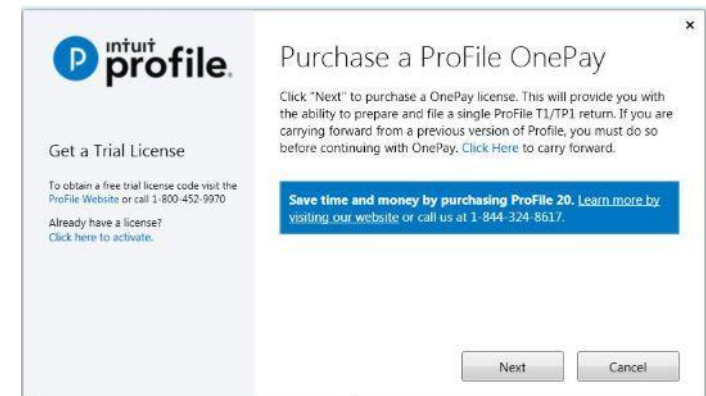 intuit
profile.
Get a Trial License
To obtain a free trial license code visit the
ProFile Website or call 1-800-452-9970
Already have a license?
Click here to activate.
Purchase a ProFile OnePay
Click "Next" to purchase a OnePay license. This will provide you with
the ability to prepare and file a single ProFile T1/TP1 return. If you are
carrying forward from a previous version of Profile, you must do so
before continuing with OnePay. Click Here to carry forward.
Save time and money by purchasing ProFile 20. Learn more by
visiting our website or call us at 1-844-324-8617.
Next
Cancel